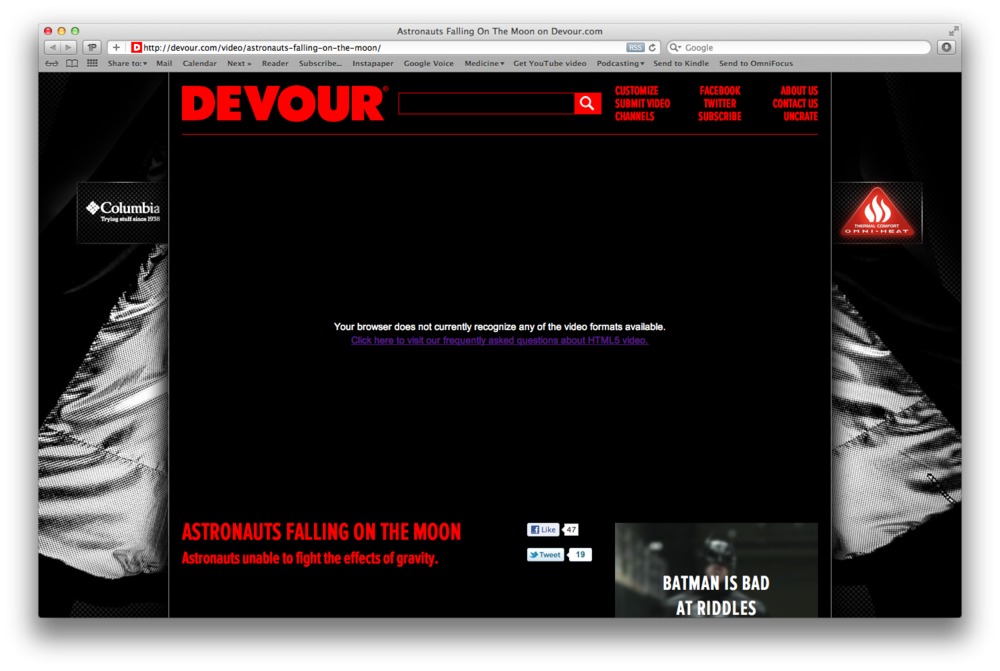 Astronauts Falling On The Moon on Devour.com
1P
+
D http://devour.com/video/astronauts-falling-on-the-moon/
RSS
Google
Share to:
Mail
Calendar
Next »
Reader
Subscribe...
Instapaper
Google Voice
Medicine
Get YouTube video
Podcasting
Send to Kindle
Send to OmniFocus
DEVOUR®
CUSTOMIZE
SUBMIT VIDEO
CHANNELS
FACEBOOK
TWITTER
SUBSCRIBE
ABOUT US
CONTACT US
UNCRATE
Columbia
Trying stuff since 1938
THERMAL COMFORT
OMNI-HEAT
Your browser does not currently recognize any of the video formats available.
Click here to visit our frequently asked questions about HTML5 video.
ASTRONAUTS FALLING ON THE MOON
Astronauts unable to fight the effects of gravity.
f Like 47
Tweet 19
BATMAN IS BAD
AT RIDDLES